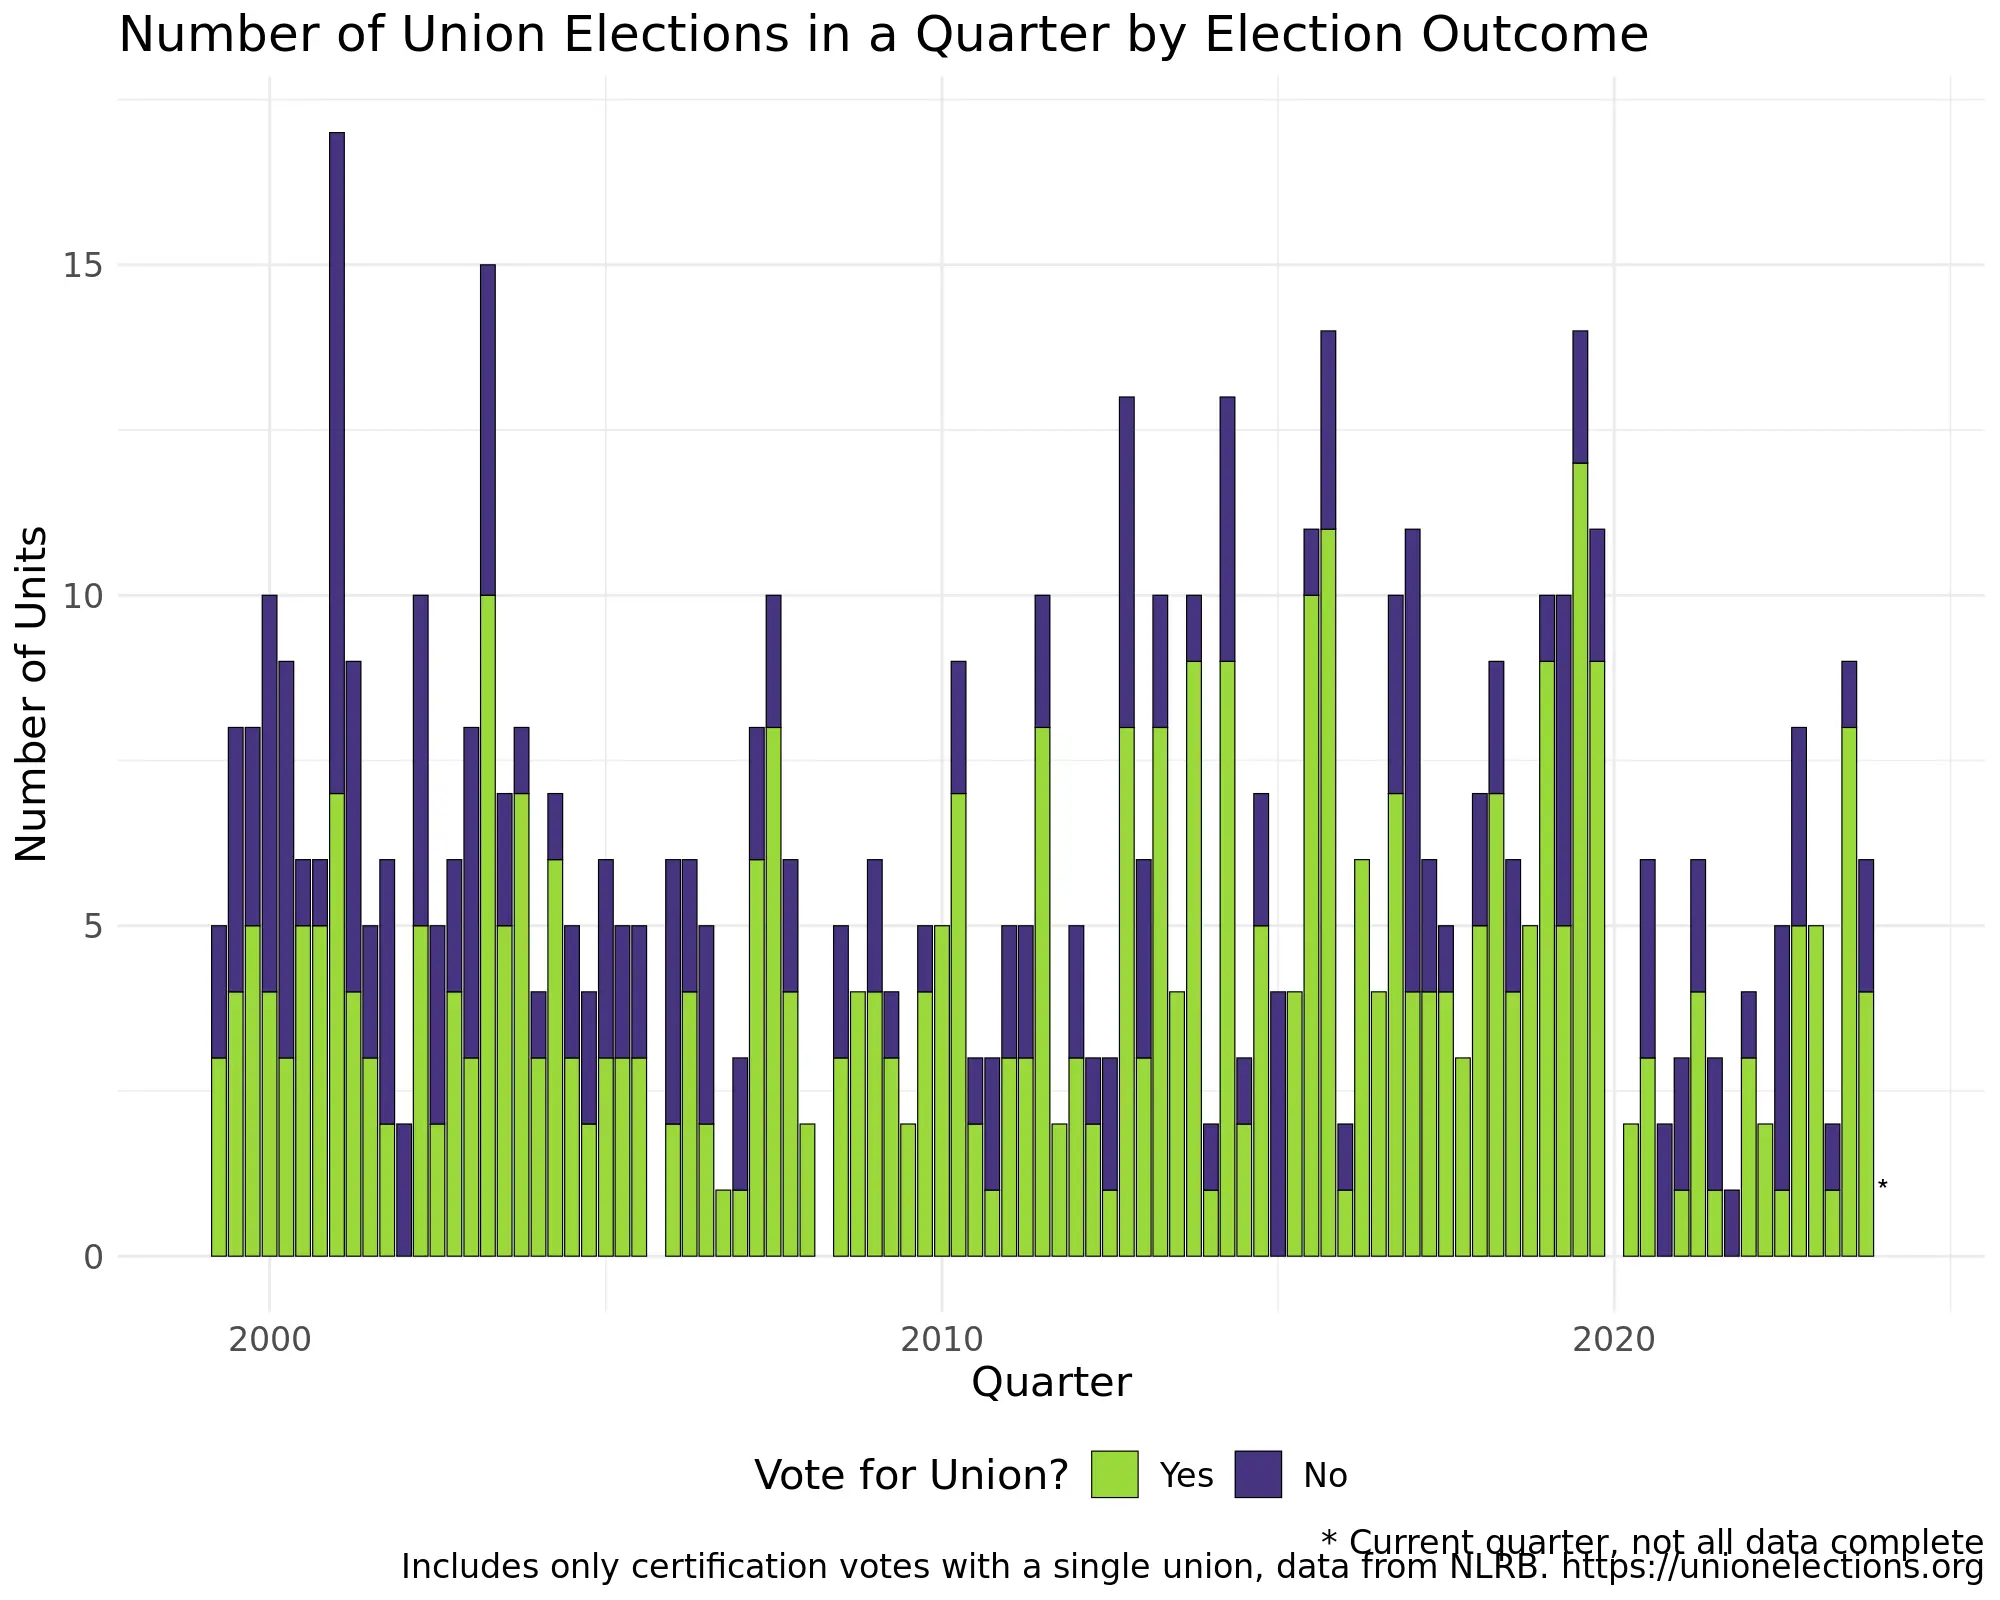 Number of Union Elections in a Quarter by Election Outcome
Number of Units
15
10
5
0
*
2000 2010 2020
Quarter
Vote for Union? Yes No
* Current quarter, not all data complete
Includes only certification votes with a single union, data from NLRB. https://unionelections.org